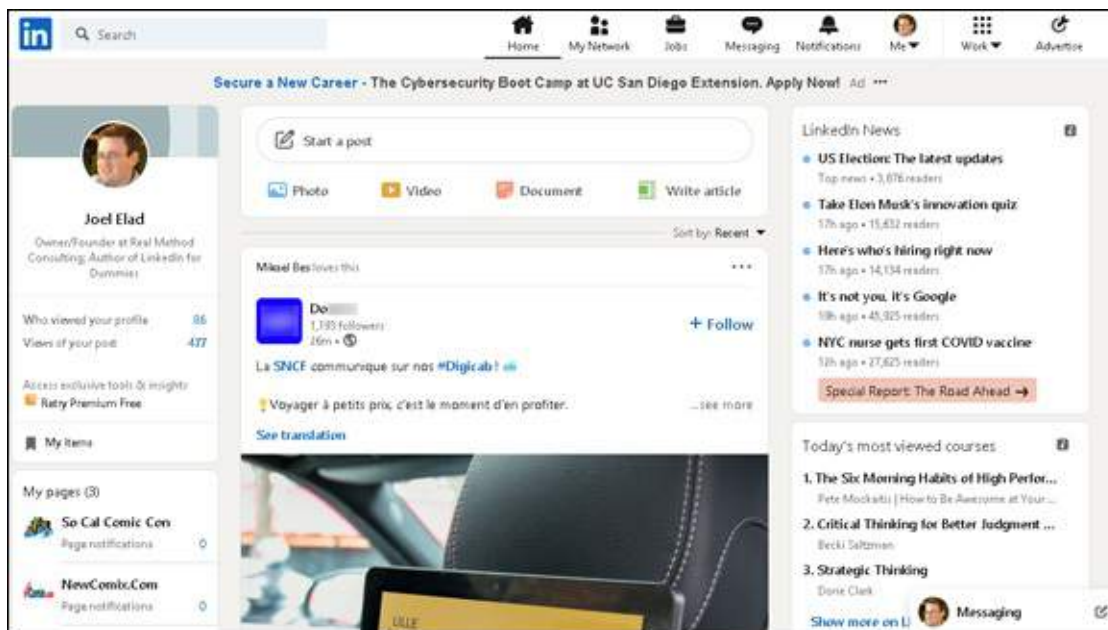 in
Search
Home
My Network
Jobs
Messaging
Notifications
Me
Work
Advertise
Secure a New Career - The Cybersecurity Boot Camp at UC San Diego Extension. Apply Now! Ad
Joel Elad
Owner/Founder at Real Method
Consulting; Author of LinkedIn for
Dummies
Who viewed your profile 86
Views of your post 477
Access exclusive tools & insights
Retry Premium Free
My items
My pages (3)
So Cal Comic Con
Page notifications 0
NewComix.Com
Page notifications 0
Start a post
Photo
Video
Document
Write article
Sort by: Recent
Mikael Bes loves this
Do
1,193 followers
26m •
+ Follow
La SNCF communique sur nos #Digicab !
Voyager à petits prix, c'est le moment d'en profiter.
...see more
See translation
LILLE
LinkedIn News
US Election: The latest updates
Top news • 3,676 readers
Take Elon Musk's innovation quiz
17h ago • 15,632 readers
Here's who's hiring right now
17h ago • 14,134 readers
It's not you, it's Google
19h ago • 45,925 readers
NYC nurse gets first COVID vaccine
12h ago • 27,625 readers
Special Report: The Road Ahead →
Today's most viewed courses
1. The Six Morning Habits of High Perfor...
Pete Mockaitis | How to Be Awesome at Your ...
2. Critical Thinking for Better Judgment ...
Becki Saltzman
3. Strategic Thinking
Dorie Clark
Show more on Li
Messaging